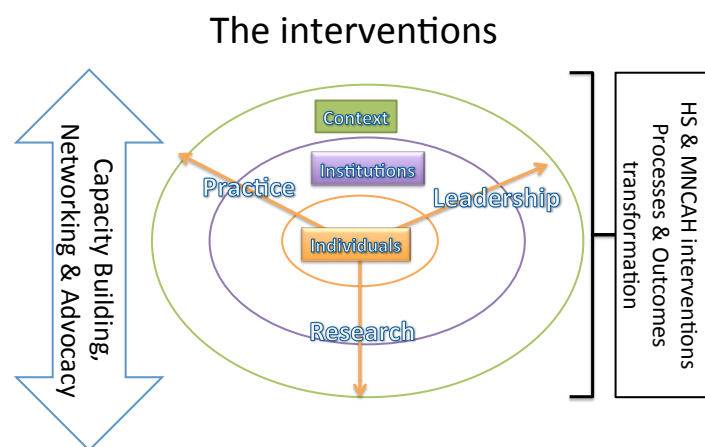 The interventions
Capacity Building,
Networking & Advocacy
Context
Institutions
Practice
Leadership
Individuals
Research
HS & MNCAH interventions
Processes & Outcomes
transformation